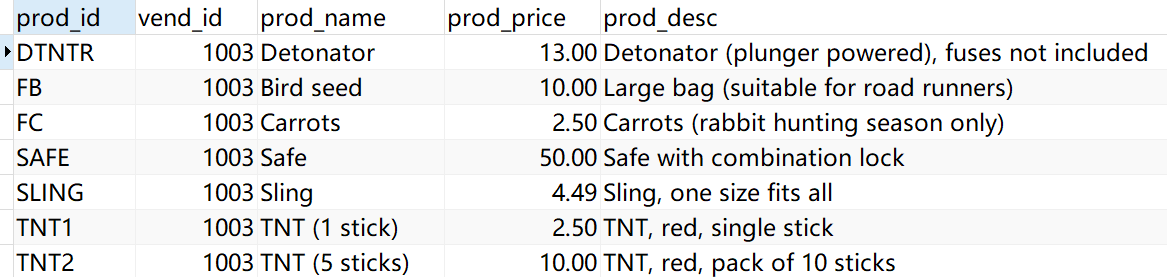 prod_id vend_id prod_name prod_price prod_desc
DTNTR 1003 Detonator 13.00 Detonator (plunger powered), fuses not included
FB 1003 Bird seed 10.00 Large bag (suitable for road runners)
FC 1003 Carrots 2.50 Carrots (rabbit hunting season only)
SAFE 1003 Safe 50.00 Safe with combination lock
SLING 1003 Sling 4.49 Sling, one size fits all
TNT1 1003 TNT (1 stick) 2.50 TNT, red, single stick
TNT2 1003 TNT (5 sticks) 10.00 TNT, red, pack of 10 sticks